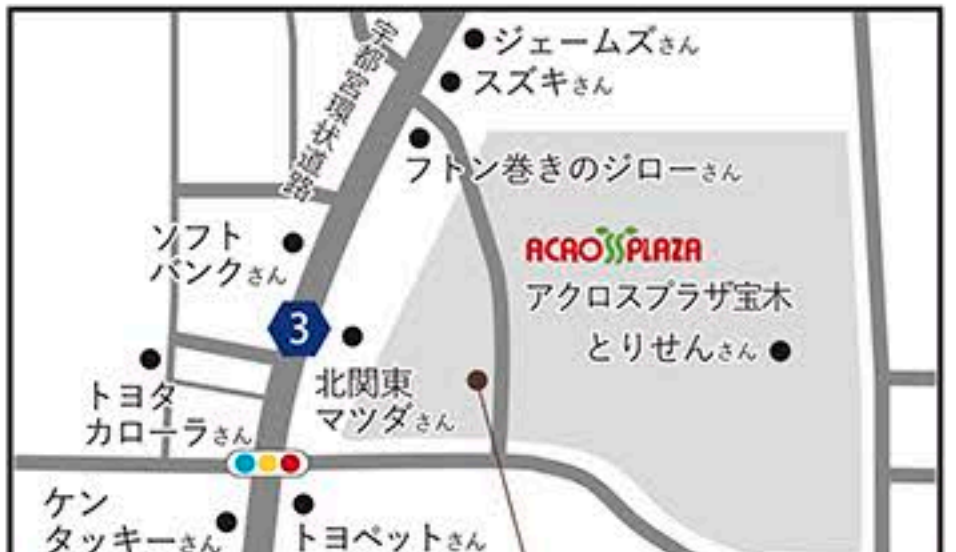 ジェームズさん
スズキさん
宇都宮環状道路
フトン巻きのジローさん
ソフト
バンクさん
ACROSSPLAZA
アクロスプラザ宝木
とりせんさん
3
北関東
マツダさん
トヨタ
カローラさん
ケン
タッキーさん
トヨペットさん